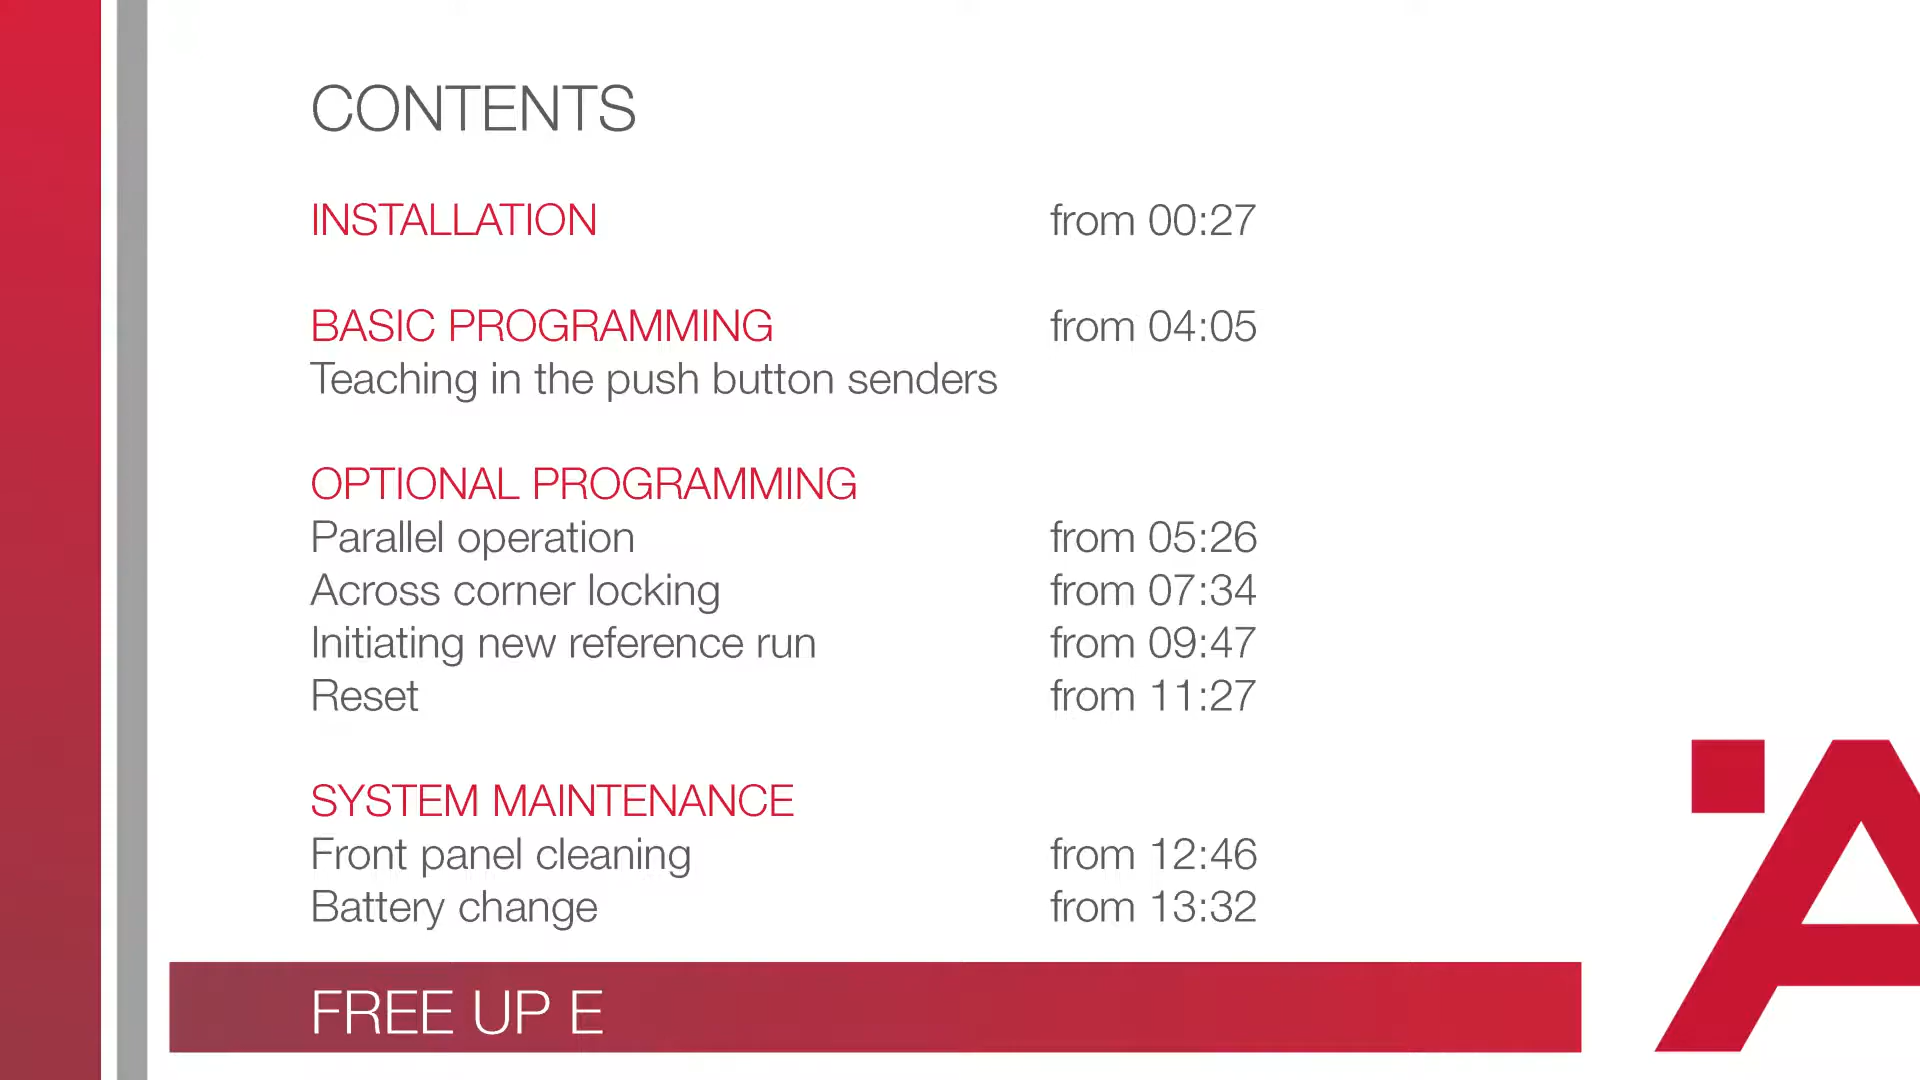 CONTENTS
INSTALLATION from 00:27
BASIC PROGRAMMING from 04:05
Teaching in the push button senders
OPTIONAL PROGRAMMING
Parallel operation from 05:26
Across corner locking from 07:34
Initiating new reference run from 09:47
Reset from 11:27
SYSTEM MAINTENANCE
Front panel cleaning from 12:46
Battery change from 13:32
FREE UP E